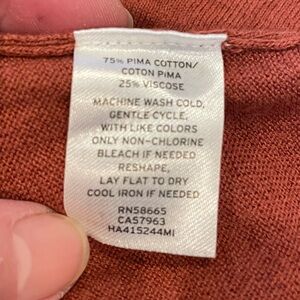 75% PIMA COTTON/
COTON PIMA
25% VISCOSE
MACHINE WASH COLD,
GENTLE CYCLE,
WITH LIKE COLORS
ONLY NON-CHLORINE
BLEACH IF NEEDED
RESHAPE,
LAY FLAT TO DRY
COOL IRON IF NEEDED
RN58665
CA57963
HA41S244MI